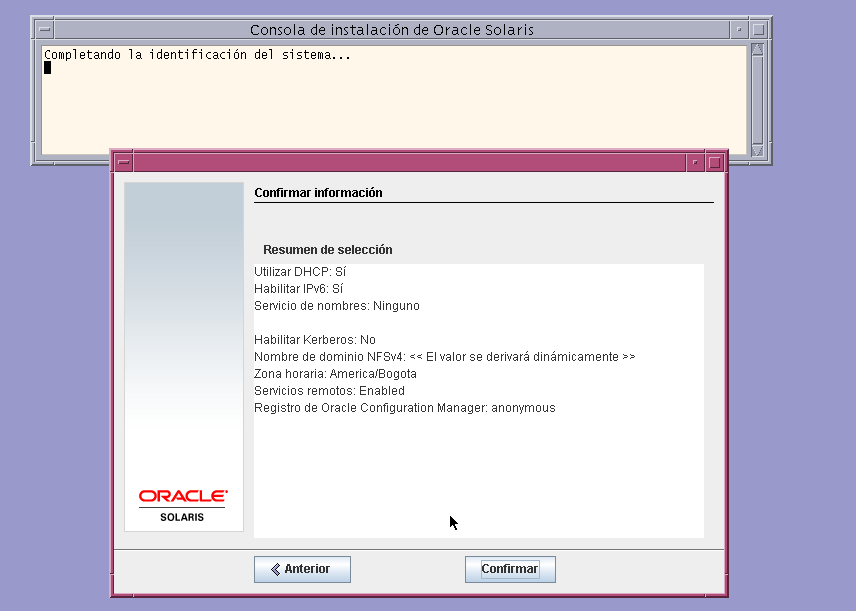 Consola de instalación de Oracle Solaris
Completando la identificación del sistema...
Confirmar información
Resumen de selección
Utilizar DHCP: Sí
Habilitar IPv6: Sí
Servicio de nombres: Ninguno
Habilitar Kerberos: No
Nombre de dominio NFSv4: << El valor se derivará dinámicamente >>
Zona horaria: America/Bogota
Servicios remotos: Enabled
Registro de Oracle Configuration Manager: anonymous
ORACLE
SOLARIS
Anterior
Confirmar